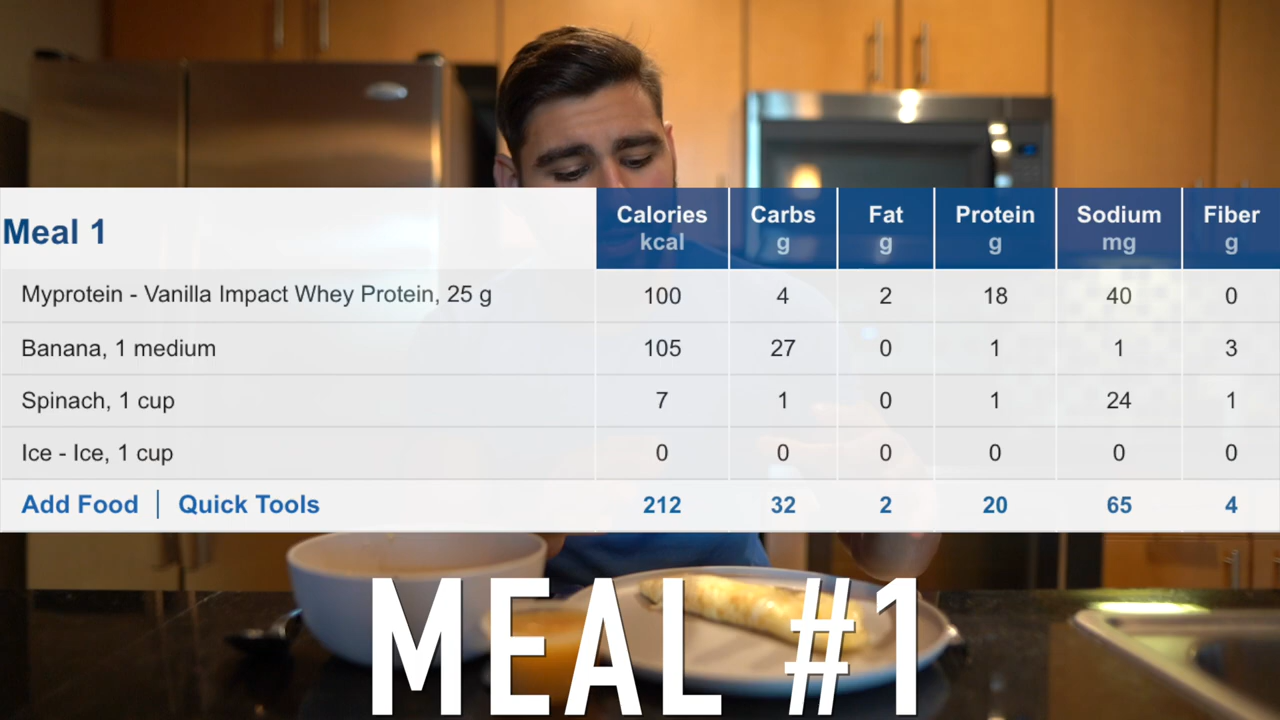 Meal 1 Calories Carbs Fat Protein Sodium Fiber
kcal g g g mg g
Myprotein - Vanilla Impact Whey Protein, 25 g 100 4 2 18 40 0
Banana, 1 medium 105 27 0 1 1 3
Spinach, 1 cup 7 1 0 1 24 1
Ice - Ice, 1 cup 0 0 0 0 0 0
Add Food | Quick Tools 212 32 2 20 65 4
MEAL #1